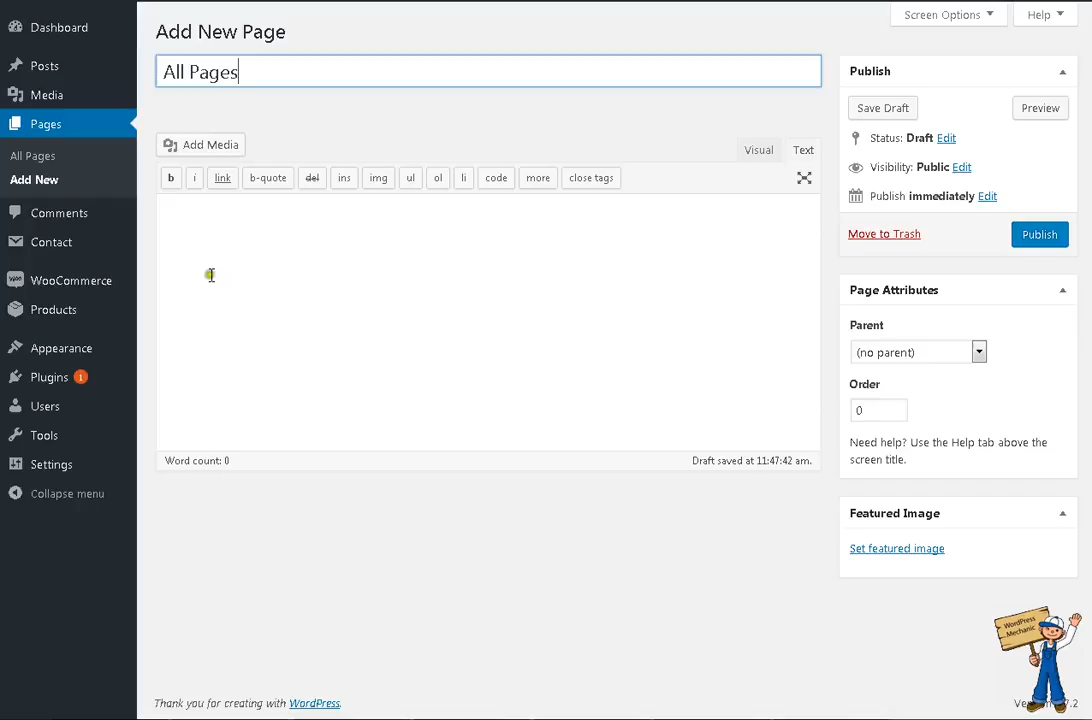 Dashboard
Posts
Media
Pages
All Pages
Add New
Comments
Contact
WooCommerce
Products
Appearance
Plugins 1
Users
Tools
Settings
Collapse menu
Screen Options
Help
Add New Page
All Pages
Add Media
Visual
Text
b
i
link
b-quote
del
ins
img
ul
ol
li
code
more
close tags
Word count: 0
Draft saved at 11:47:42 am.
Publish
Save Draft
Preview
Status: Draft Edit
Visibility: Public Edit
Publish immediately Edit
Move to Trash
Publish
Page Attributes
Parent
(no parent)
Order
0
Need help? Use the Help tab above the
screen title.
Featured Image
Set featured image
WordPress
Mechanic
Thank you for creating with WordPress.
7.2